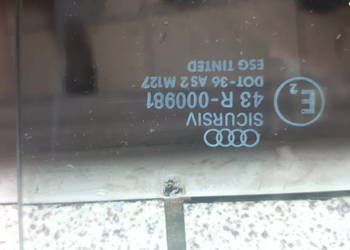 SICURSIV
43 R-000981
DOT-36 AS2 M127
ESG TINTED
E2